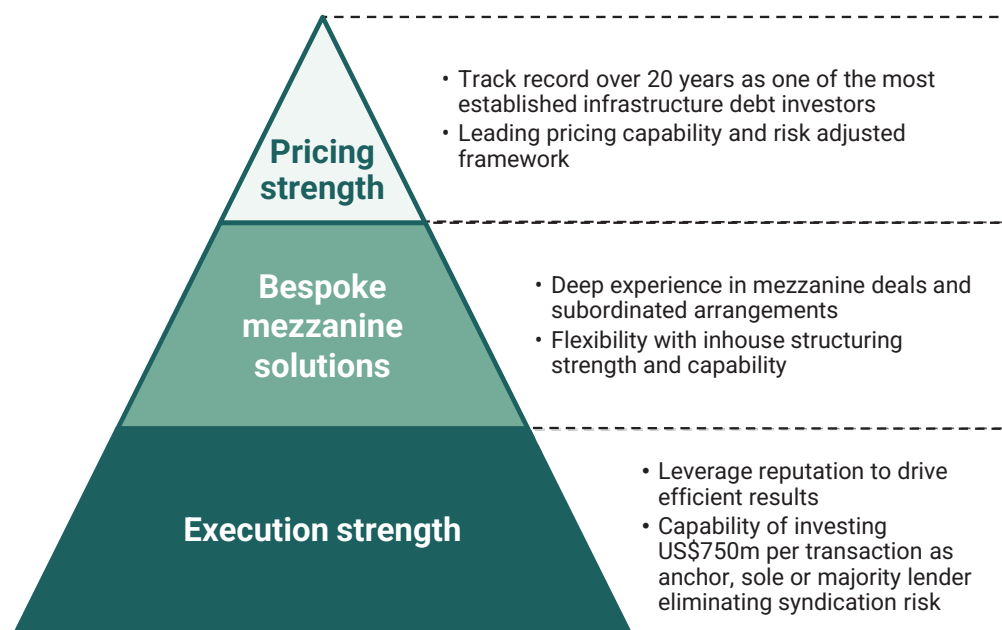 Pricing
strength
• Track record over 20 years as one of the most
established infrastructure debt investors
• Leading pricing capability and risk adjusted
framework
Bespoke
mezzanine
solutions
• Deep experience in mezzanine deals and
subordinated arrangements
• Flexibility with inhouse structuring
strength and capability
Execution strength
• Leverage reputation to drive
efficient results
• Capability of investing
US$750m per transaction as
anchor, sole or majority lender
eliminating syndication risk